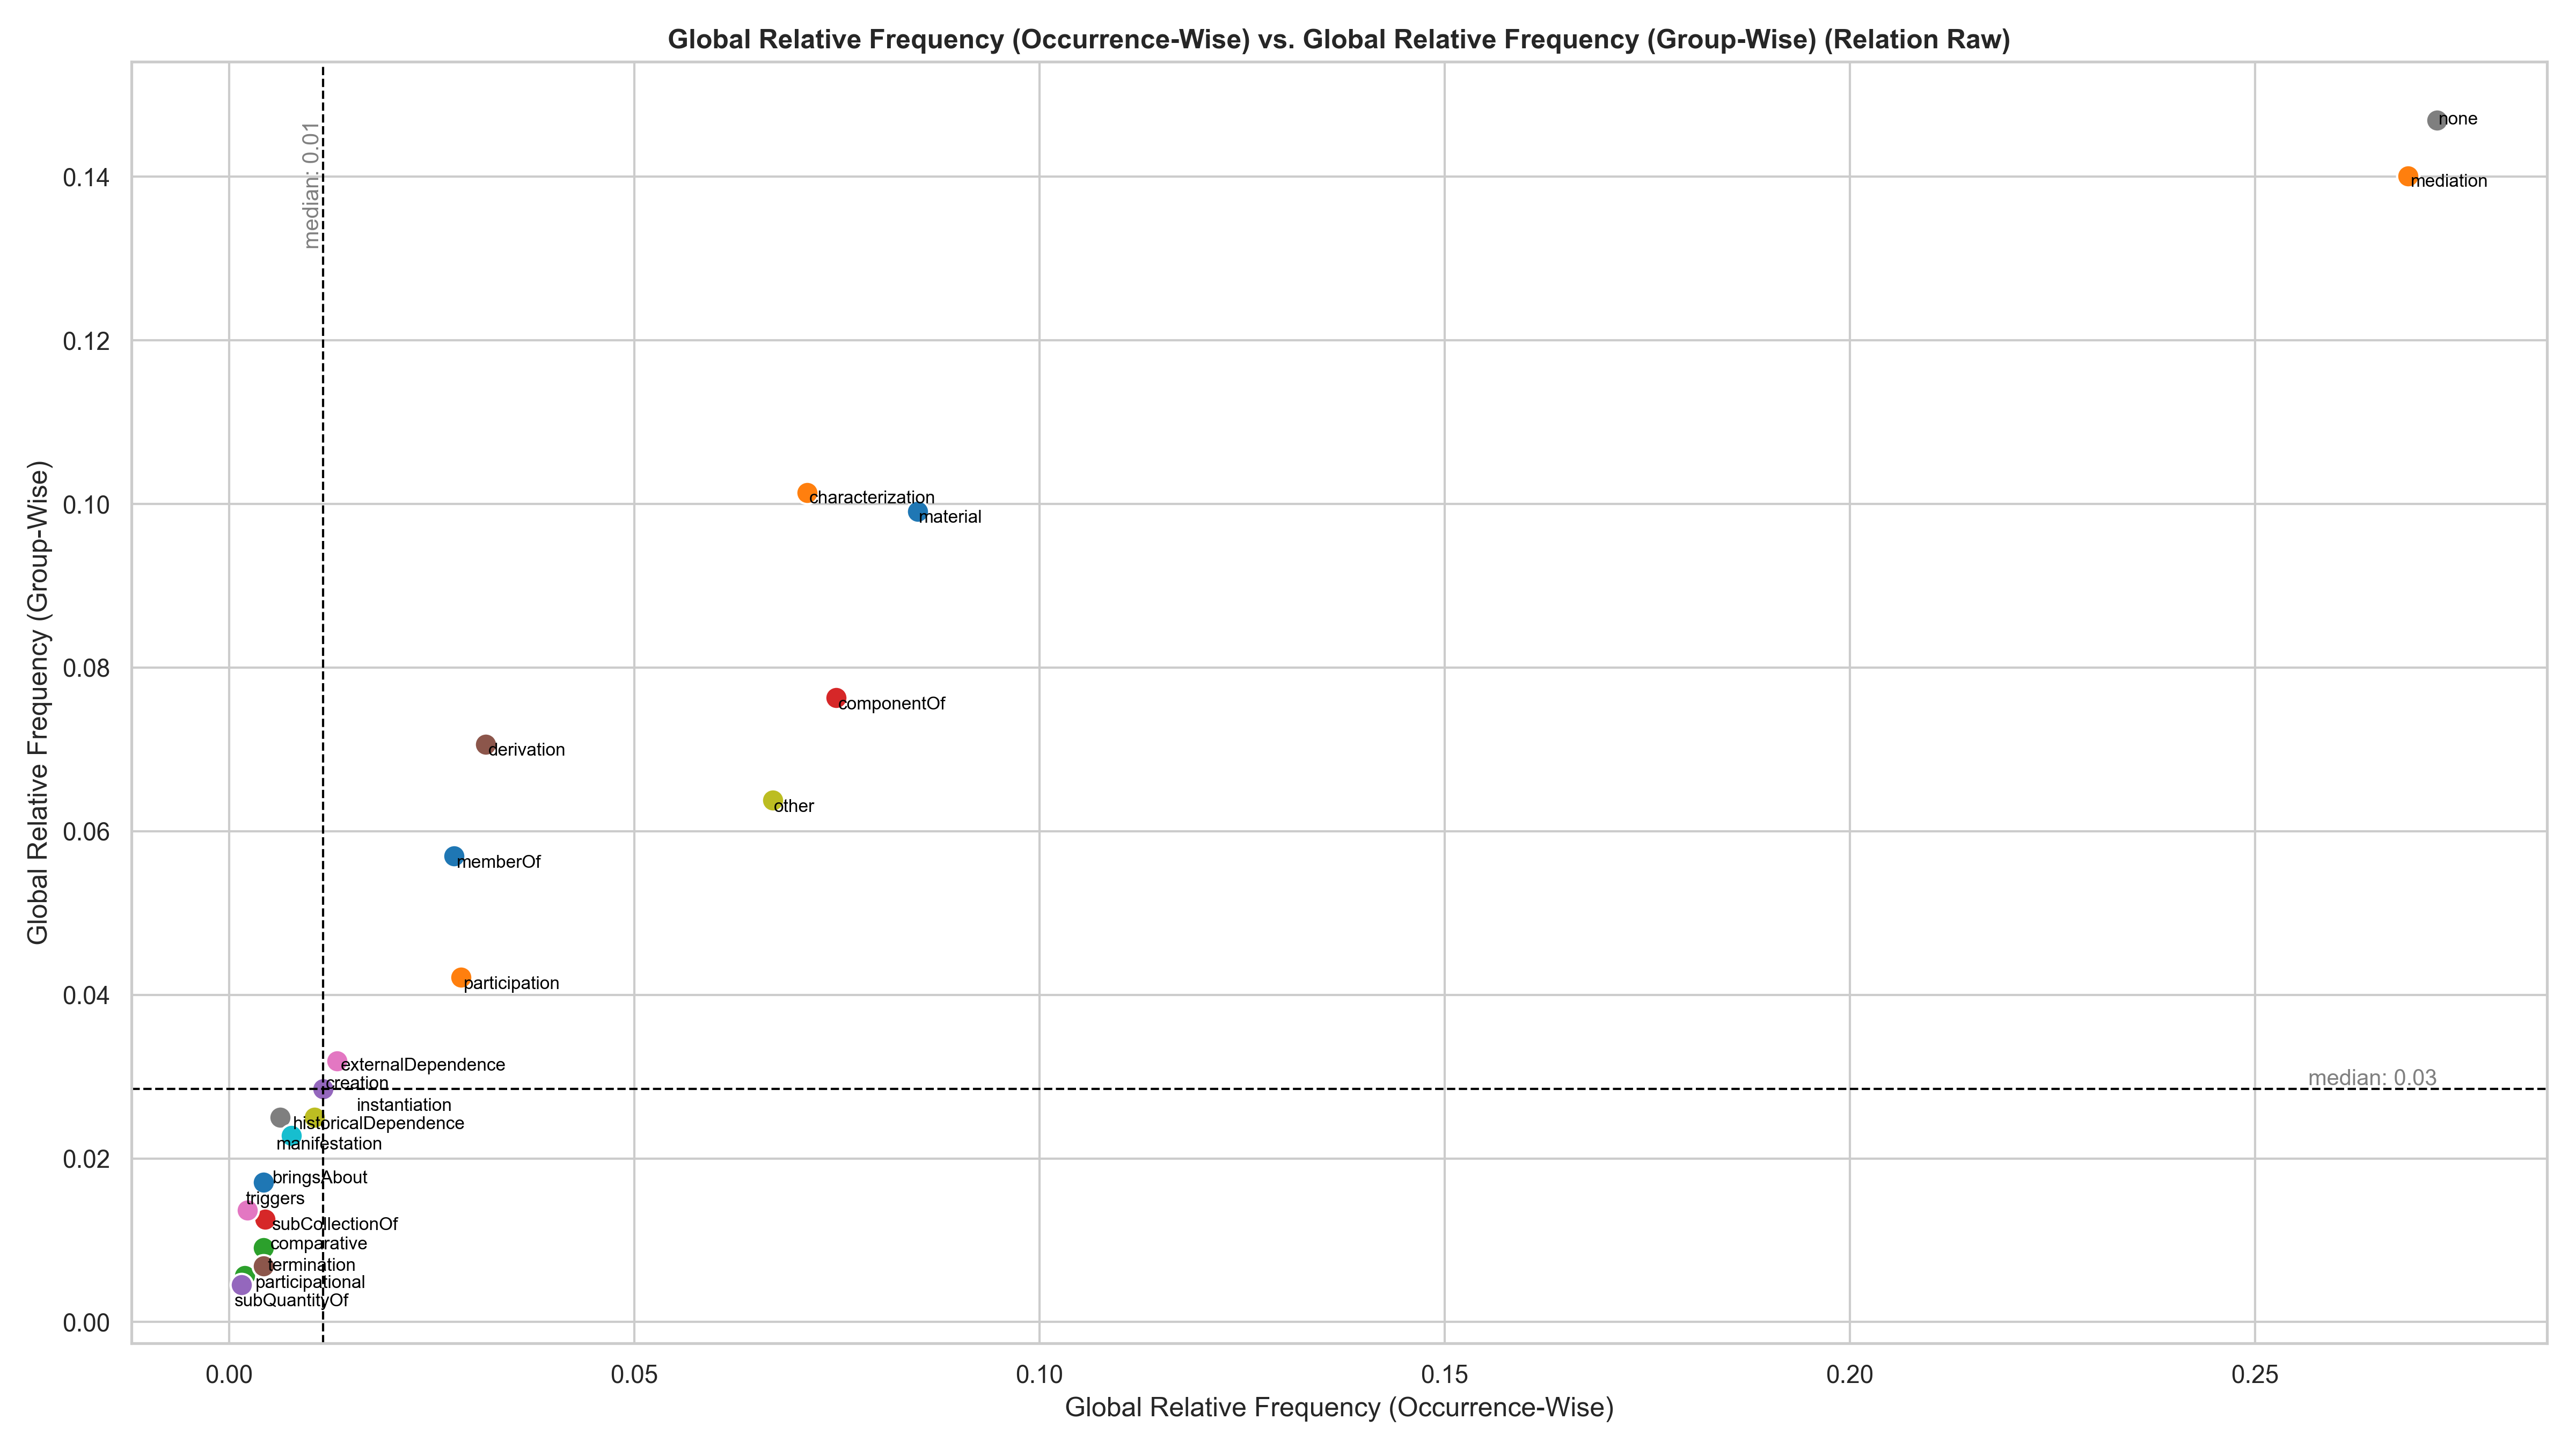 Global Relative Frequency (Occurrence-Wise) vs. Global Relative Frequency (Group-Wise) (Relation Raw)
Global Relative Frequency (Group-Wise)
0.14
0.12
0.10
0.08
0.06
0.04
0.02
0.00
median: 0.01
none
mediation
characterization
material
componentOf
derivation
other
memberOf
participation
externalDependence
median: 0.03
creation
instantiation
historicalDependence
manifestation
bringsAbout
triggers
subCollectionOf
comparative
termination
participational
subQuantityOf
0.00
0.05
0.10
0.15
0.20
0.25
Global Relative Frequency (Occurrence-Wise)